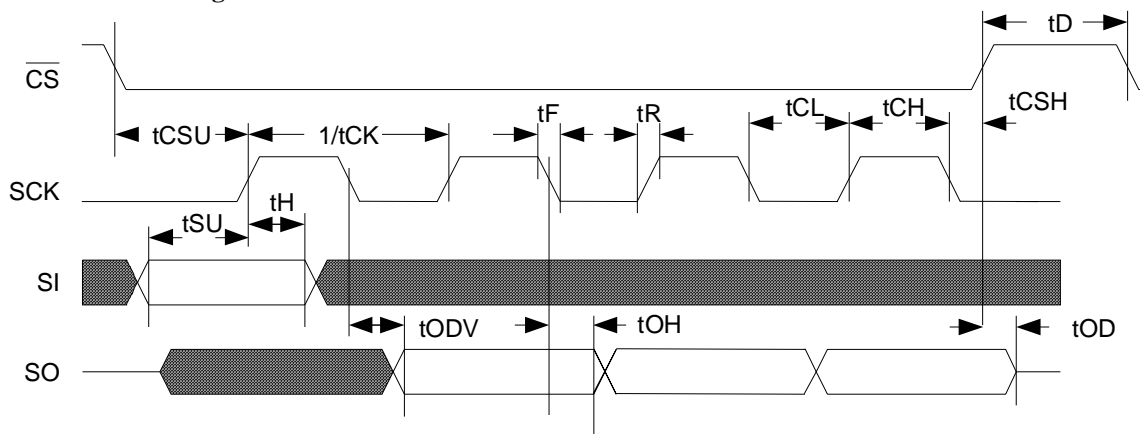 tD
CS
tCSH
tCL
tCH
tF
tR
tCSU
1/tCK
SCK
tH
tSU
SI
tODV
tOH
tOD
SO